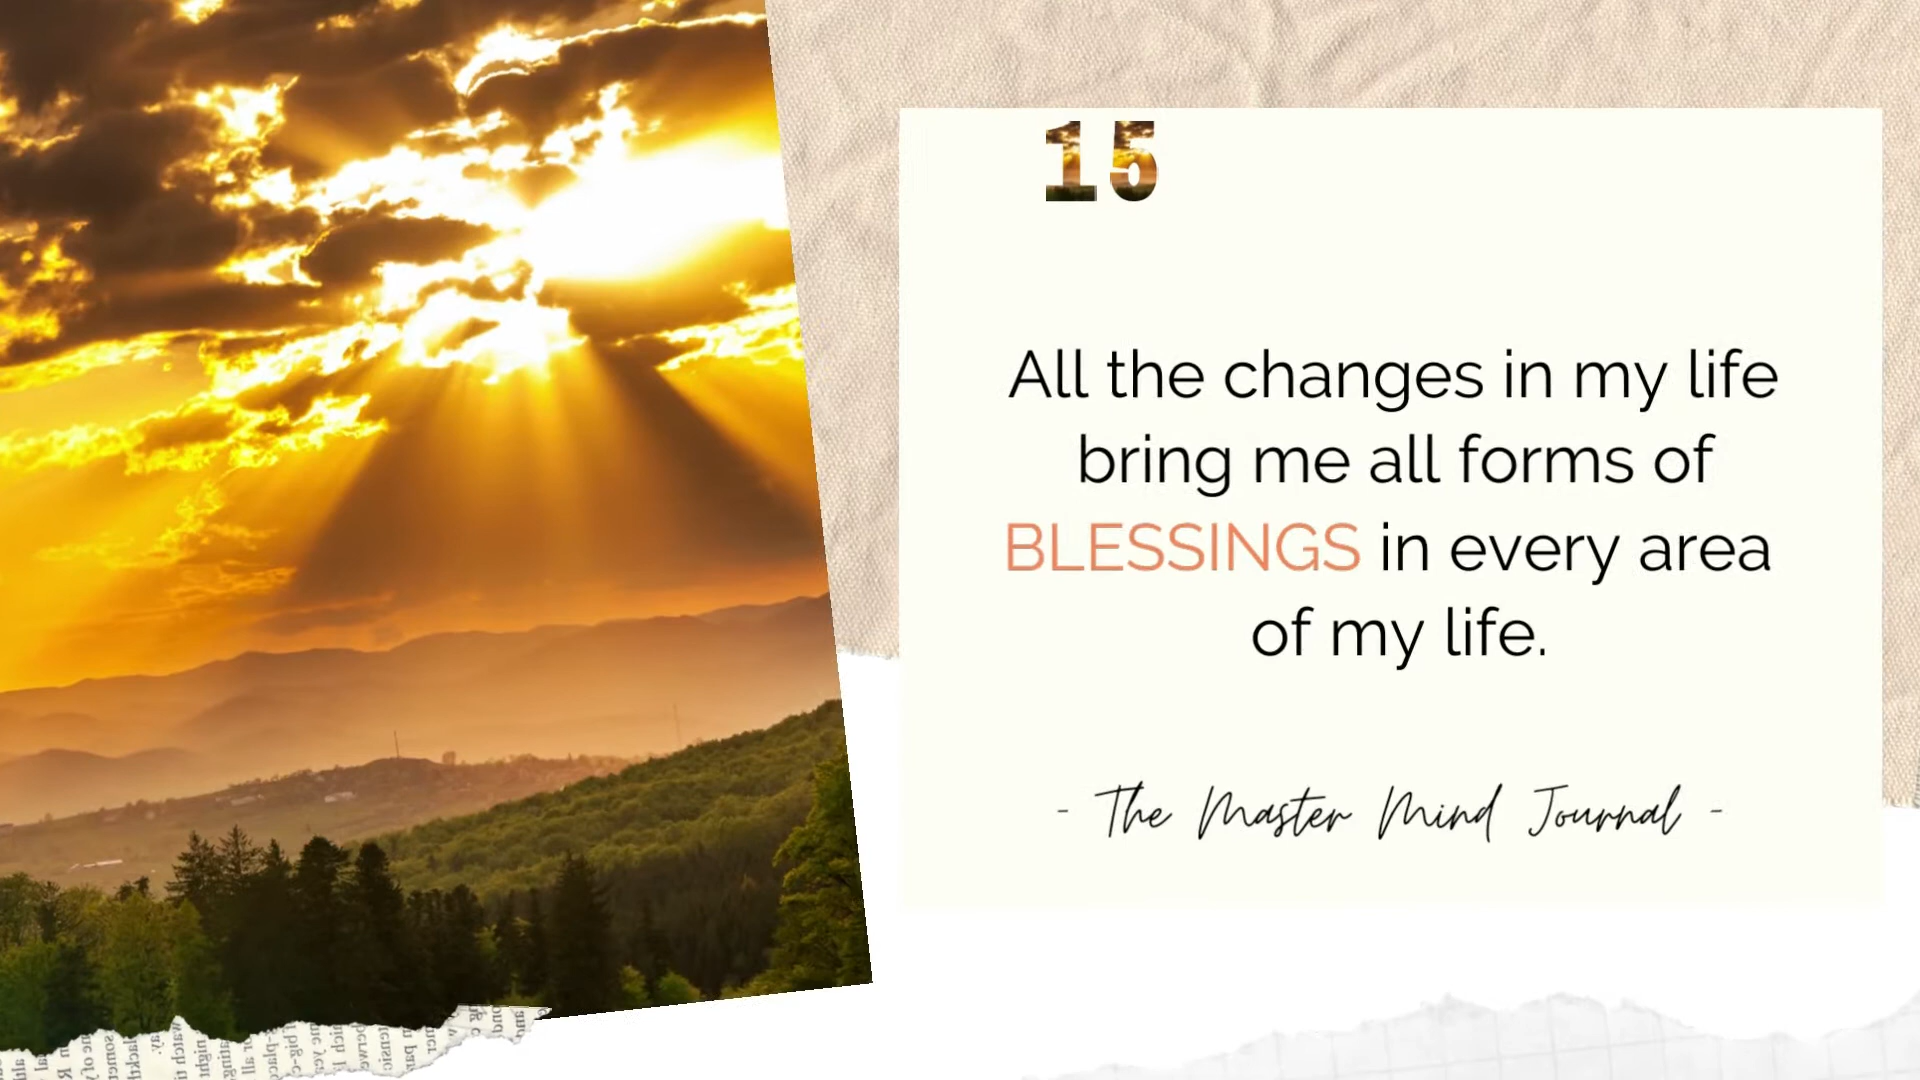 15
All the changes in my life
bring me all forms of
BLESSINGS in every area
of my life.
- The Master Mind Journal -